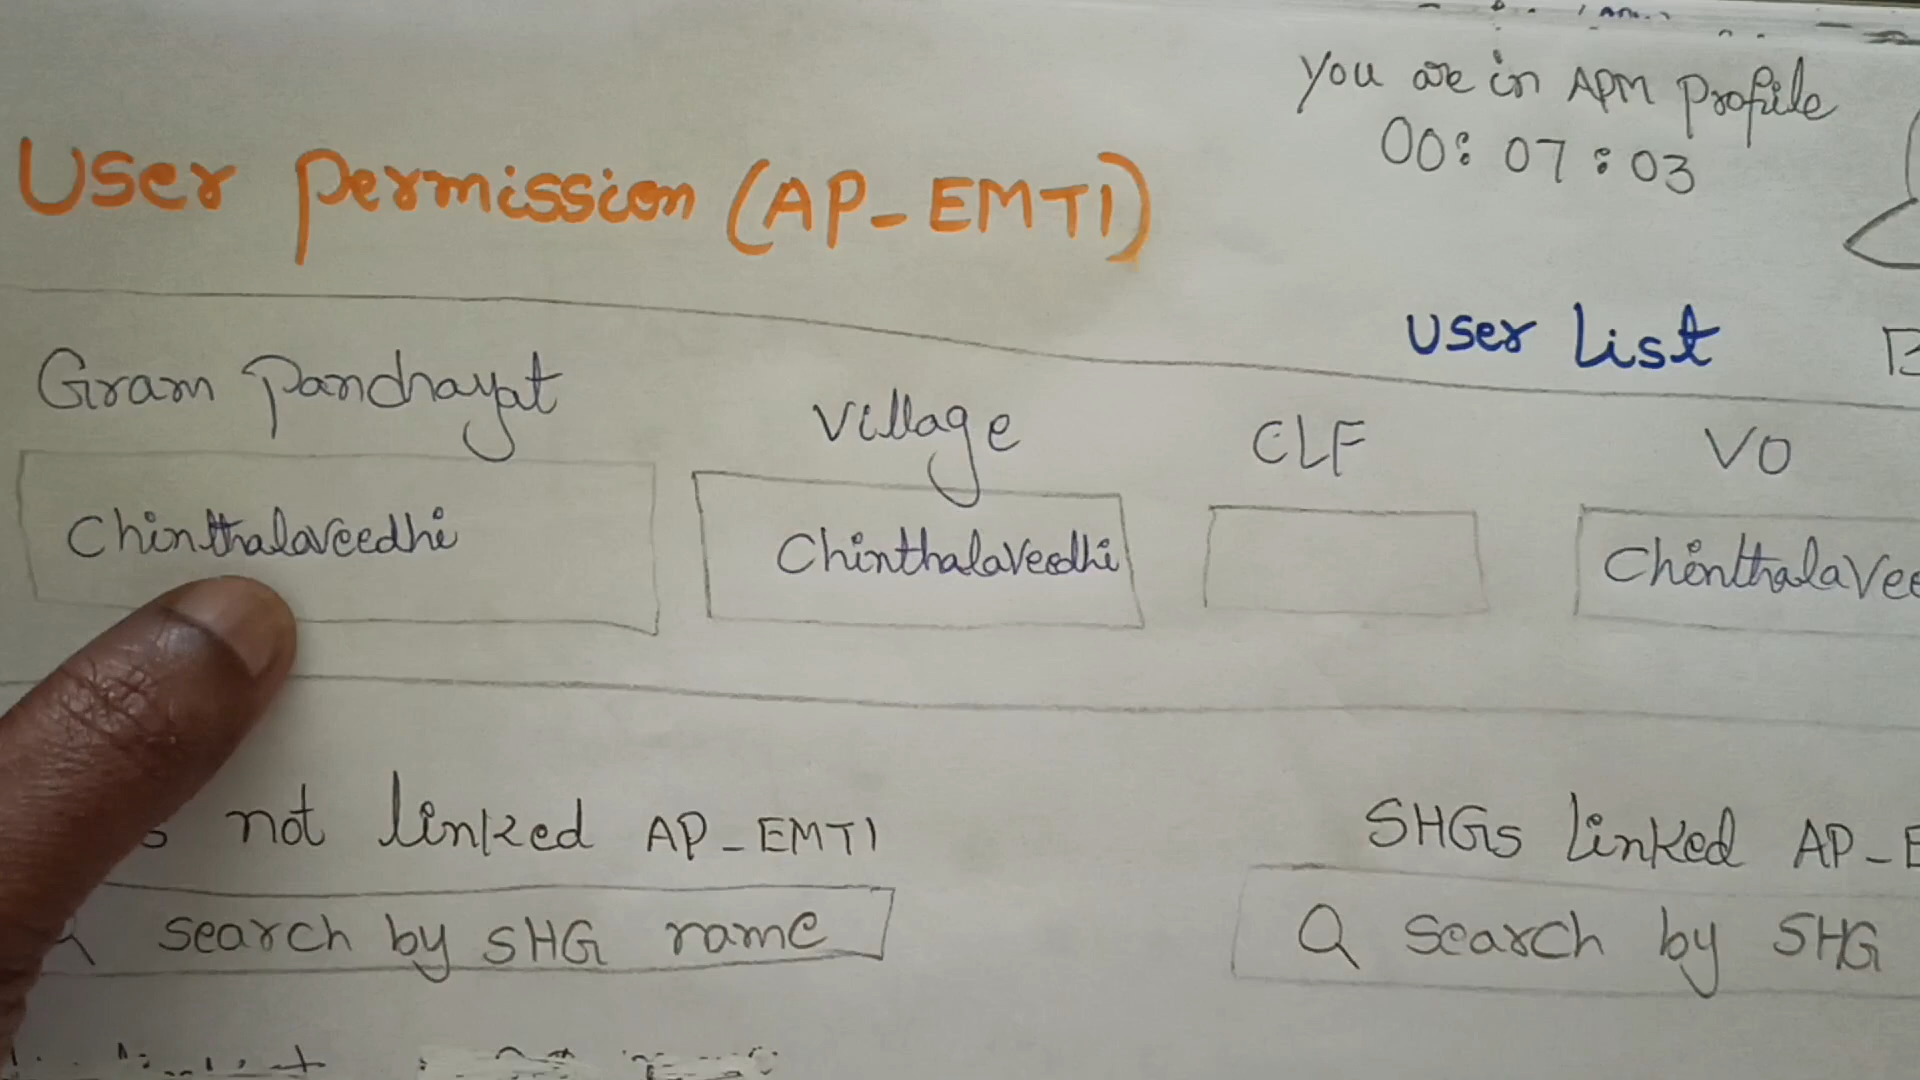 You are in APM profile
00:07:03
User permission (AP-EMTI)
User List
Gram Panchayat
Village
CLF
VO
Chinthalaveedhi
Chinthalaveedhi
Chinthalavee
not linked AP-EMTI
SHGs linked AP-E
search by SHG name
search by SHG